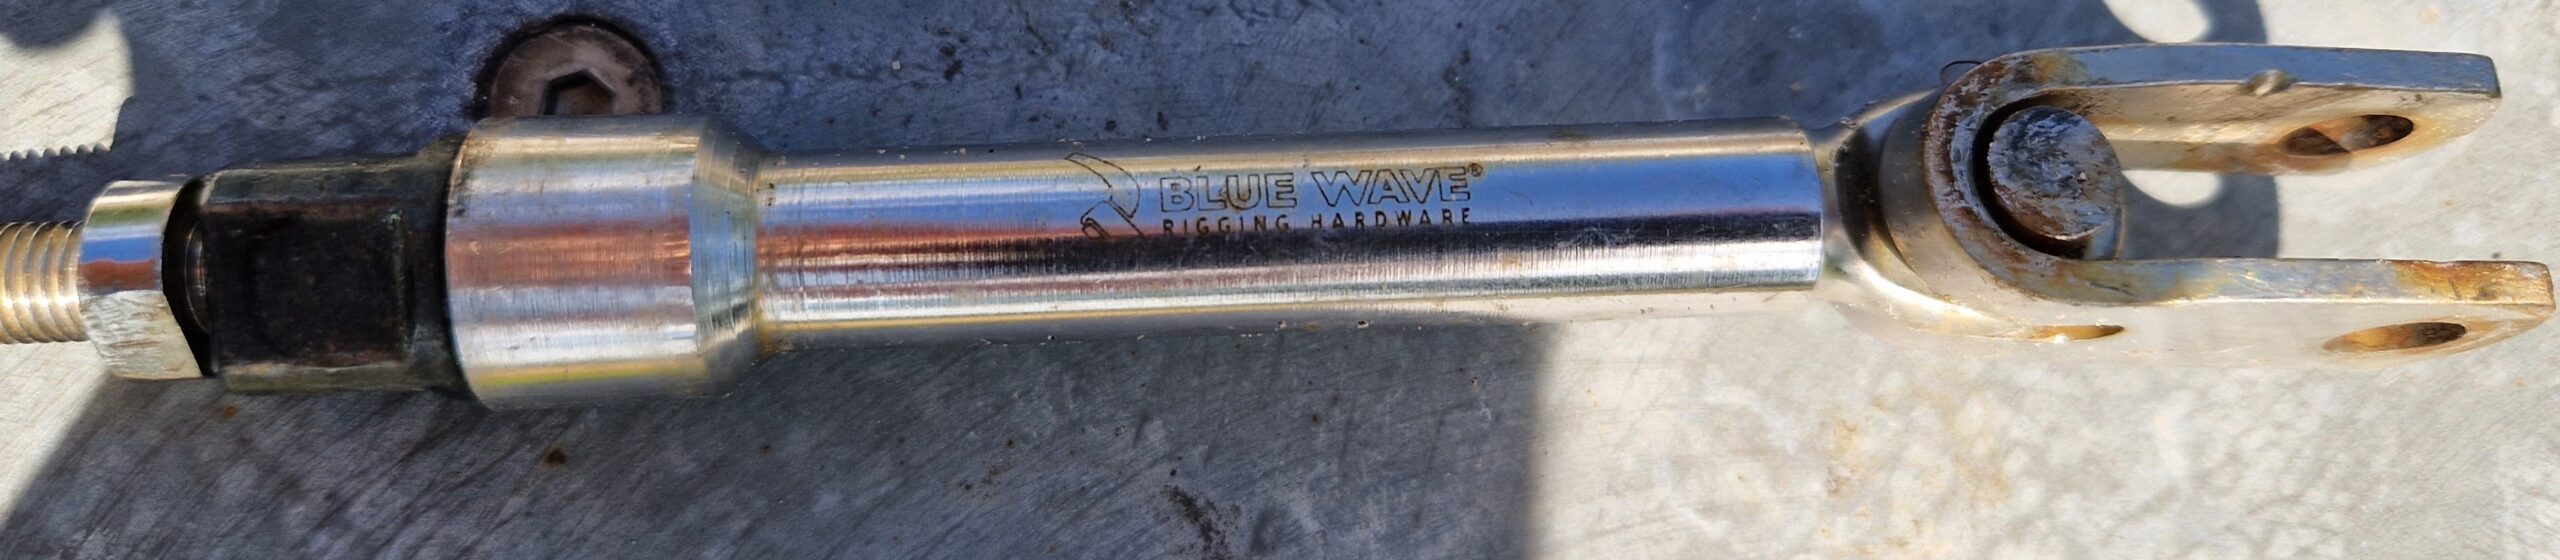 BLUE WAVE®
RIGGING HARDWARE